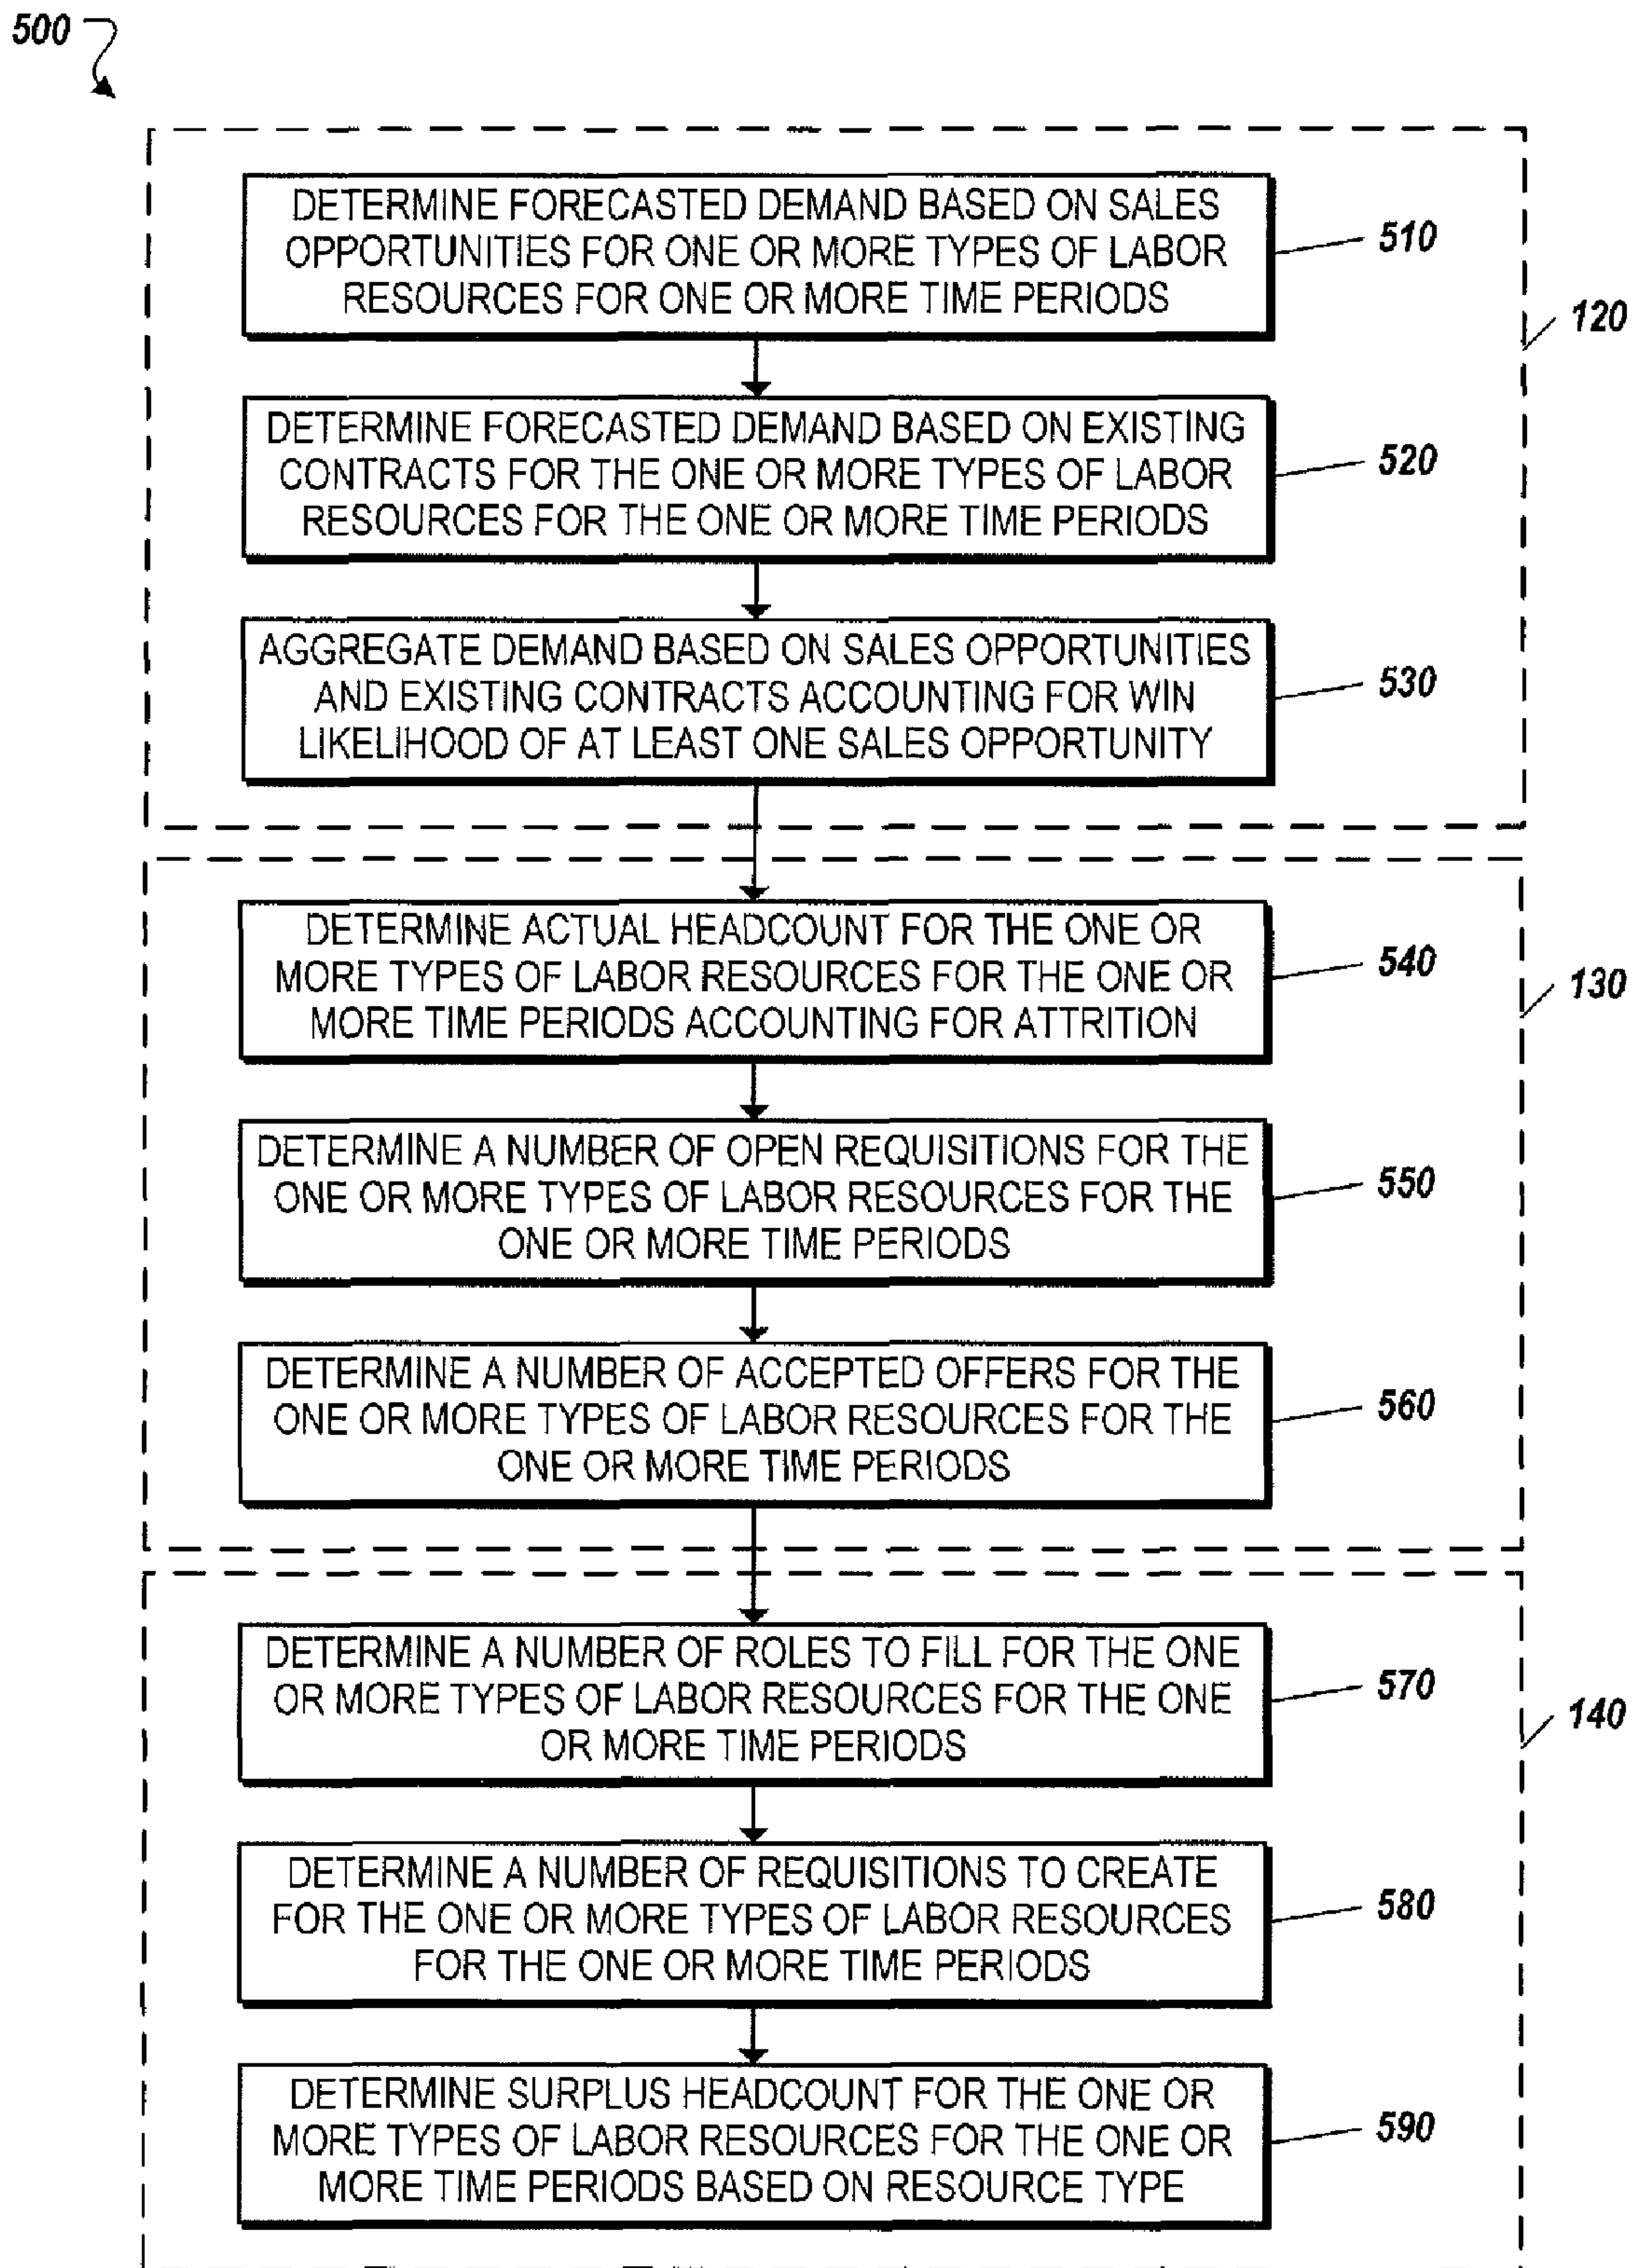 500
DETERMINE FORECASTED DEMAND BASED ON SALES
OPPORTUNITIES FOR ONE OR MORE TYPES OF LABOR
RESOURCES FOR ONE OR MORE TIME PERIODS
510
120
DETERMINE FORECASTED DEMAND BASED ON EXISTING
CONTRACTS FOR THE ONE OR MORE TYPES OF LABOR
RESOURCES FOR THE ONE OR MORE TIME PERIODS
520
AGGREGATE DEMAND BASED ON SALES OPPORTUNITIES
AND EXISTING CONTRACTS ACCOUNTING FOR WIN
LIKELIHOOD OF AT LEAST ONE SALES OPPORTUNITY
530
DETERMINE ACTUAL HEADCOUNT FOR THE ONE OR
MORE TYPES OF LABOR RESOURCES FOR THE ONE OR
MORE TIME PERIODS ACCOUNTING FOR ATTRITION
540
130
DETERMINE A NUMBER OF OPEN REQUISITIONS FOR THE
ONE OR MORE TYPES OF LABOR RESOURCES FOR THE
ONE OR MORE TIME PERIODS
550
DETERMINE A NUMBER OF ACCEPTED OFFERS FOR THE
ONE OR MORE TYPES OF LABOR RESOURCES FOR THE
ONE OR MORE TIME PERIODS
560
DETERMINE A NUMBER OF ROLES TO FILL FOR THE ONE
OR MORE TYPES OF LABOR RESOURCES FOR THE ONE
OR MORE TIME PERIODS
570
140
DETERMINE A NUMBER OF REQUISITIONS TO CREATE
FOR THE ONE OR MORE TYPES OF LABOR RESOURCES
FOR THE ONE OR MORE TIME PERIODS
580
DETERMINE SURPLUS HEADCOUNT FOR THE ONE OR
MORE TYPES OF LABOR RESOURCES FOR THE ONE OR
MORE TIME PERIODS BASED ON RESOURCE TYPE
590